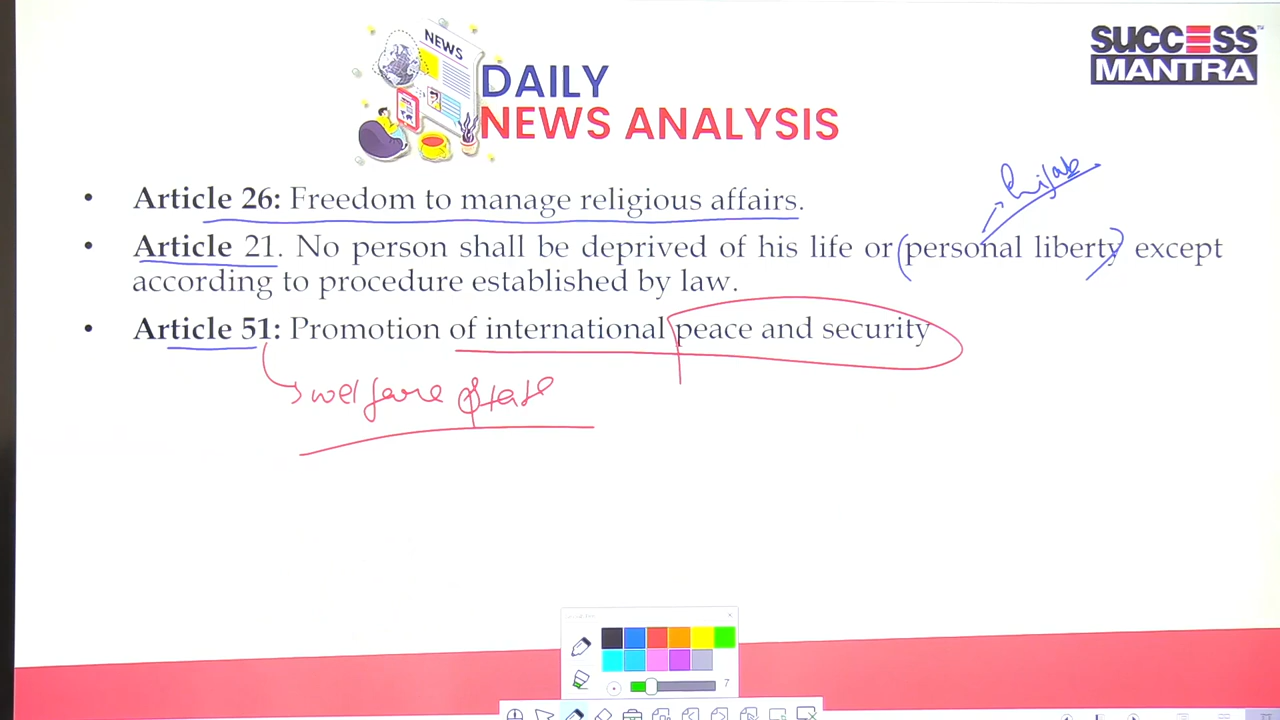 NEWS
SUCCESS
MANTRA
DAILY
NEWS ANALYSIS
hijab
• Article 26: Freedom to manage religious affairs.
• Article 21. No person shall be deprived of his life or (personal liberty) except
according to procedure established by law.
• Article 51: Promotion of international peace and security
welfare state
7